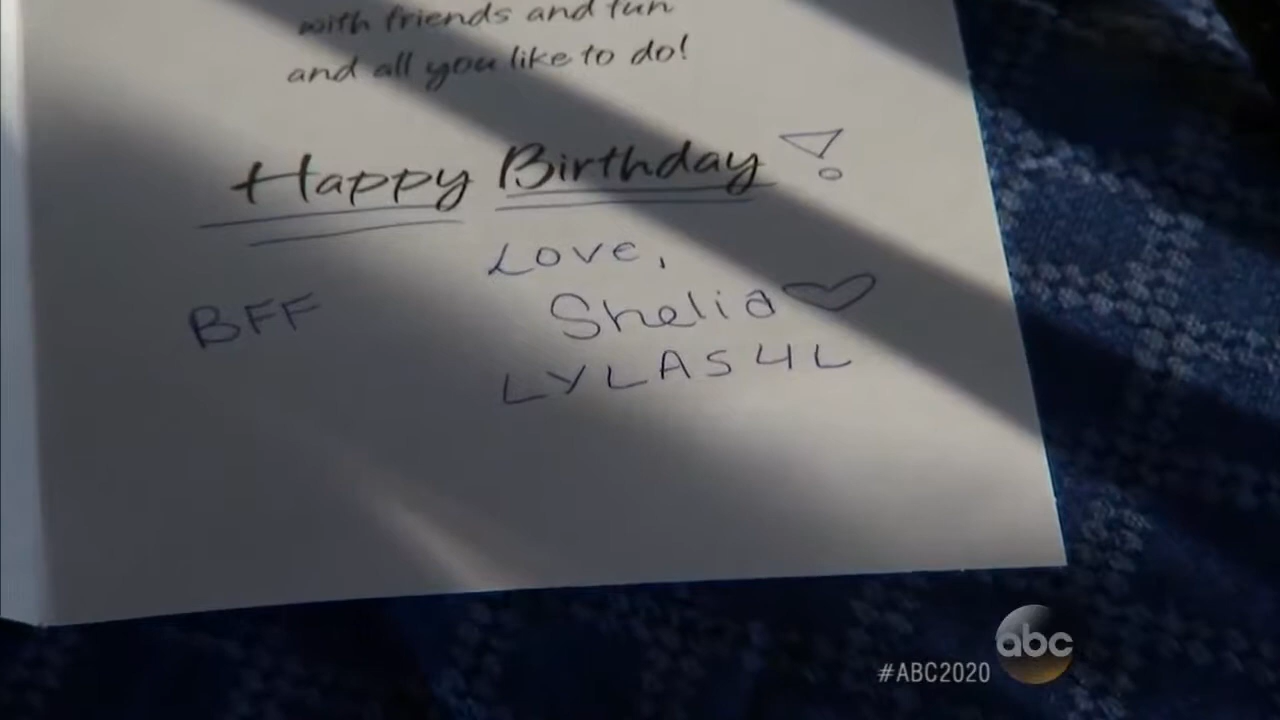 with friends and fun
and all you like to do!
Happy Birthday!
Love,
BFF
Shelia
LYLAS4L
abc
#ABC2020